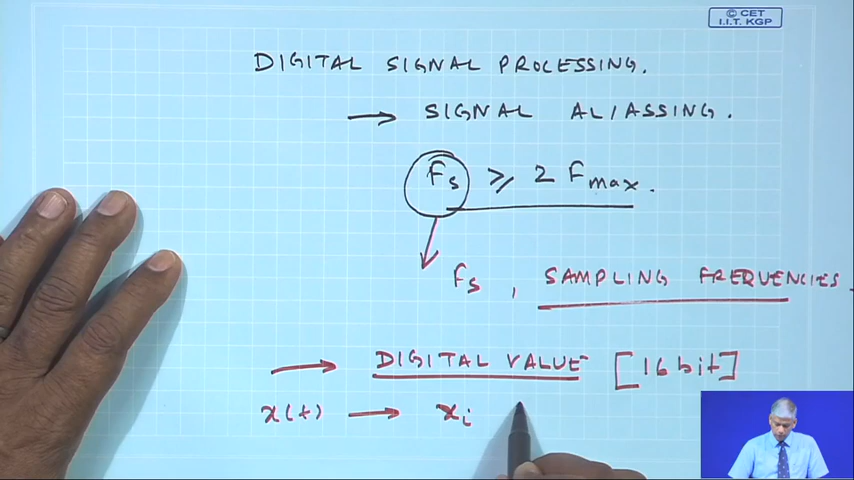 © CET
I.I.T. KGP
DIGITAL SIGNAL PROCESSING.
→ SIGNAL ALIASSING.
Fs ≥ 2 Fmax.
Fs, SAMPLING FREQUENCIES.
→ DIGITAL VALUE [16 bit]
x(t) → xi